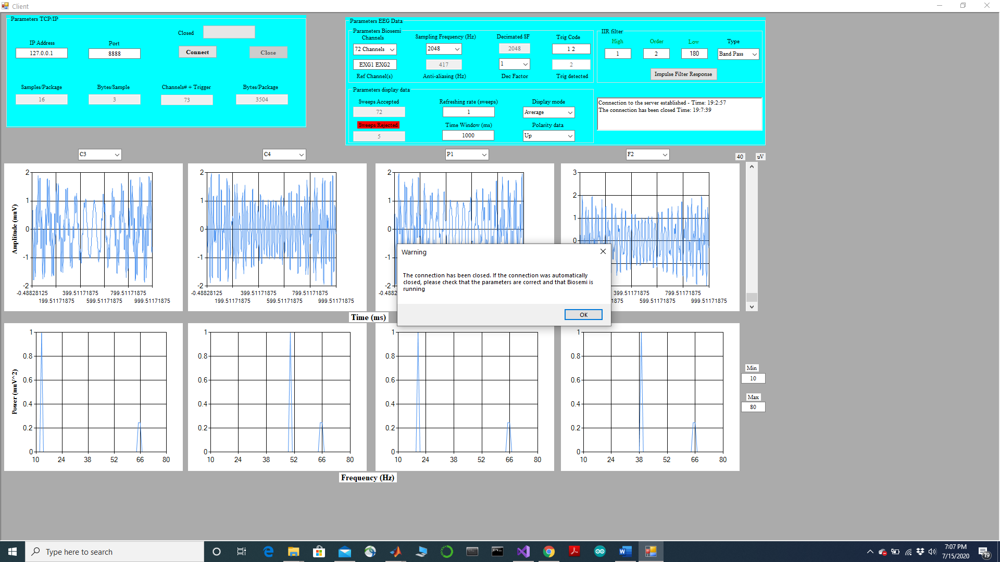 Client
Parameters TCP/IP
Closed
IP Address
Port
127.0.0.1
8888
Connect
Close
Samples/Package
Bytes/Sample
Channels# + Trigger
Bytes/Package
16
3
73
3504
Parameters EEG Data
Parameters Biosemi
Channels
Sampling Frequency (Hz)
Decimated SF
Trig Code
72 Channels
2048
2048
1 2
EXG1 EXG2
417
1
2
Ref Channel(s)
Anti-aliasing (Hz)
Dec Factor
Trig detected
IIR filter
High
Order
Low
Type
1
2
180
Band Pass
Impulse Filter Response
Parameters display data
Sweeps Accepted
Refreshing rate (sweeps)
Display mode
72
1
Average
Sweeps Rejected
Time Window (ms)
Polarity data
5
1000
Up
Connection to the server established - Time: 19:2:57
The connection has been closed Time: 19:7:39
C3
C4
P1
F2
40
uV
Amplitude (muV)
2
1
0
-1
-2
-0.48828125
399.51171875
799.51171875
199.51171875
599.51171875
999.51171875
2
1
0
-1
-2
-0.48828125
399.51171875
799.51171875
199.51171875
599.51171875
999.51171875
2
1
0
-1
-2
-0.4882
3
2
1
0
399.51171875
799.51171875
1875
599.51171875
999.51171875
Warning
The connection has been closed. If the connection was automatically
closed, please check that the parameters are correct and that Biosemi is
running
OK
Time (ms)
Power (muV^2)
1
0.8
0.6
0.4
0.2
0
10
24
38
52
66
80
1
0.8
0.6
0.4
0.2
0
10
24
38
52
66
80
1
0.8
0.6
0.4
0.2
0
10
24
38
52
66
80
1
0.8
0.6
0.4
0.2
0
10
24
38
52
66
80
Min
10
Max
80
Frequency (Hz)
Type here to search
7:07 PM
7/15/2020
19